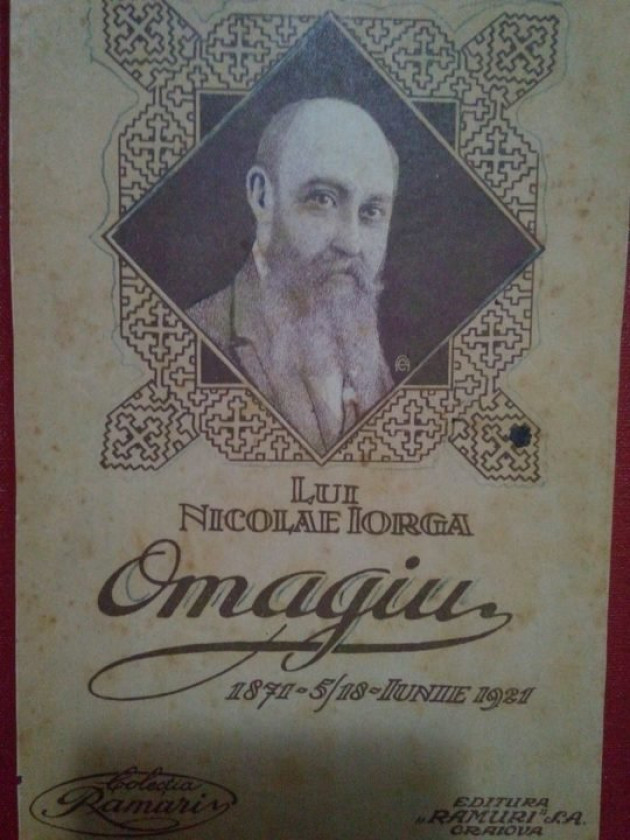 LUI
NICOLAE IORGA
Omagiu.
1871-5/18-IUNIE 1921
Colecția
Ramuri
EDITURA
„RAMURI" S.A.
CRAIOVA